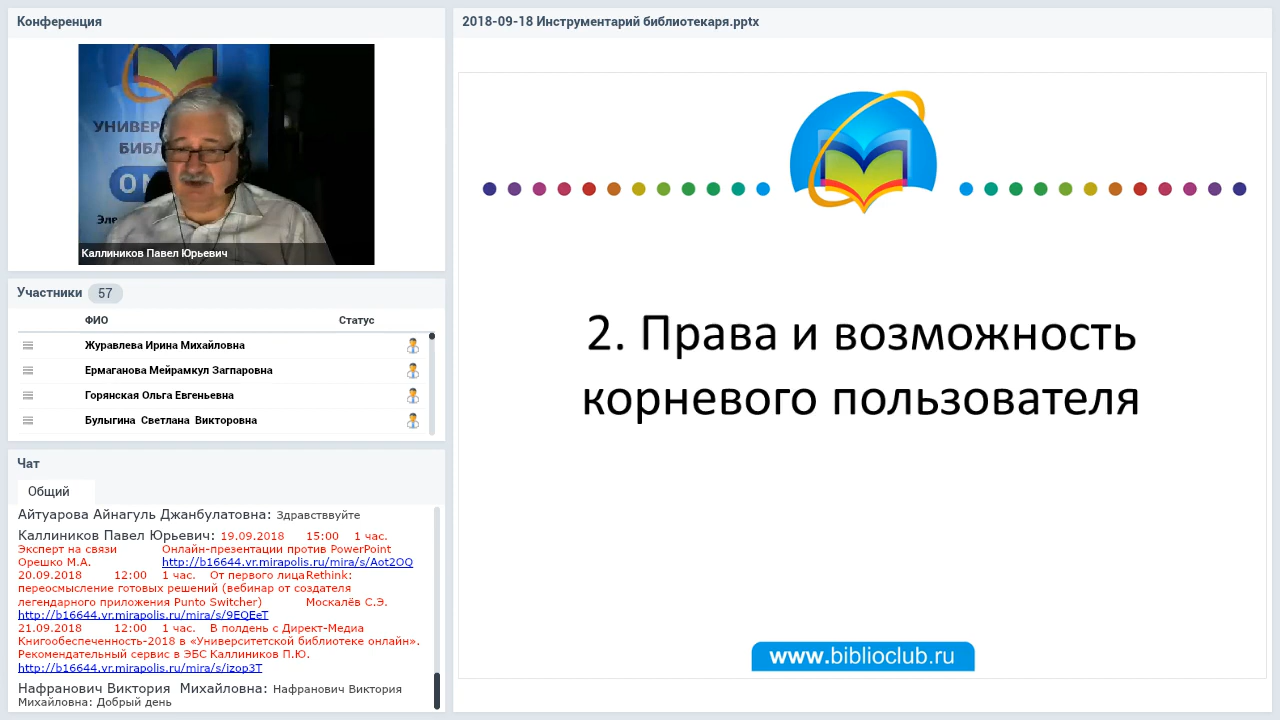 Конференция
УНИВЕР
БИБЛ
ON
Эле
Каллиников Павел Юрьевич
Участники 57
ФИО Статус
Журавлева Ирина Михайловна
Ермаганова Мейрамкул Загпаровна
Горянская Ольга Евгеньевна
Булыгина Светлана Викторовна
Чат
Общий
Айтуарова Айнагуль Джанбулатовна: Здравстввуйте
Каллиников Павел Юрьевич: 19.09.2018 15:00 1 час.
Эксперт на связи Онлайн-презентации против PowerPoint
Орешко М.А. http://b16644.vr.mirapolis.ru/mira/s/Aot2OQ
20.09.2018 12:00 1 час. От первого лицаRethink:
переосмысление готовых решений (вебинар от создателя
легендарного приложения Punto Switcher) Москалёв С.Э.
http://b16644.vr.mirapolis.ru/mira/s/9EQEeT
21.09.2018 12:00 1 час. В полдень с Директ-Медиа
Книгообеспеченность-2018 в «Университетской библиотеке онлайн».
Рекомендательный сервис в ЭБС Каллиников П.Ю.
http://b16644.vr.mirapolis.ru/mira/s/izop3T
Нафранович Виктория Михайловна: Нафранович Виктория
Михайловна: Добрый день
2018-09-18 Инструментарий библиотекаря.pptx
2. Права и возможность
корневого пользователя
www.biblioclub.ru